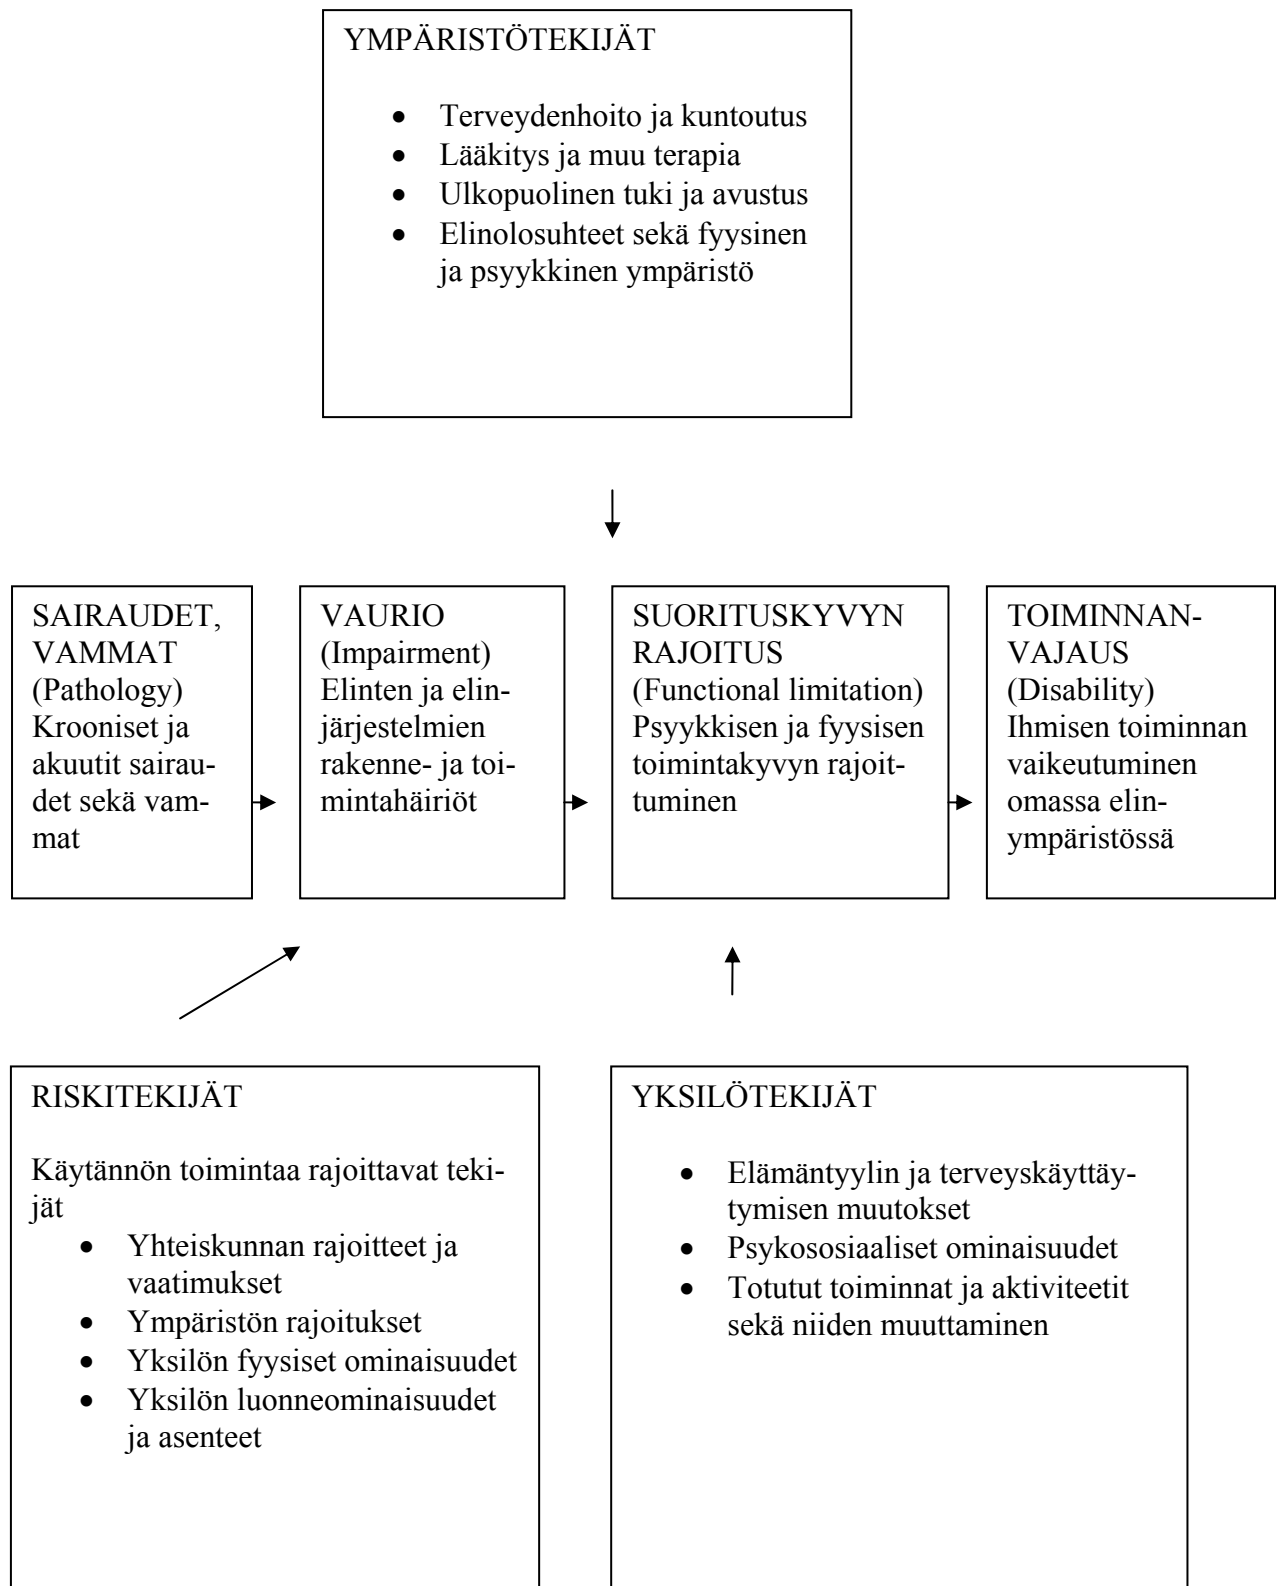 YMPÄRISTÖTEKIJÄT
• Terveydenhoito ja kuntoutus
• Lääkitys ja muu terapia
• Ulkopuolinen tuki ja avustus
• Elinolosuhteet sekä fyysinen
ja psyykkinen ympäristö
SAIRAUDET,
VAMMAT
(Pathology)
Krooniset ja
akuutit sairau-
det sekä vam-
mat
VAURIO
(Impairment)
Elinten ja elin-
järjestelmien
rakenne- ja toi-
mintahäiriöt
SUORITUSKYVYN
RAJOITUS
(Functional limitation)
Psyykkisen ja fyysisen
toimintakyvyn rajoit-
tuminen
TOIMINNAN-
VAJAUS
(Disability)
Ihmisen toiminnan
vaikeutuminen
omassa elin-
ympäristössä
RISKITEKIJÄT
Käytännön toimintaa rajoittavat teki-
jät
• Yhteiskunnan rajoitteet ja
vaatimukset
• Ympäristön rajoitukset
• Yksilön fyysiset ominaisuudet
• Yksilön luonneominaisuudet
ja asenteet
YKSILÖTEKIJÄT
• Elämäntyylin ja terveyskäyttäy-
tymisen muutokset
• Psykososiaaliset ominaisuudet
• Totutut toiminnat ja aktiviteetit
sekä niiden muuttaminen